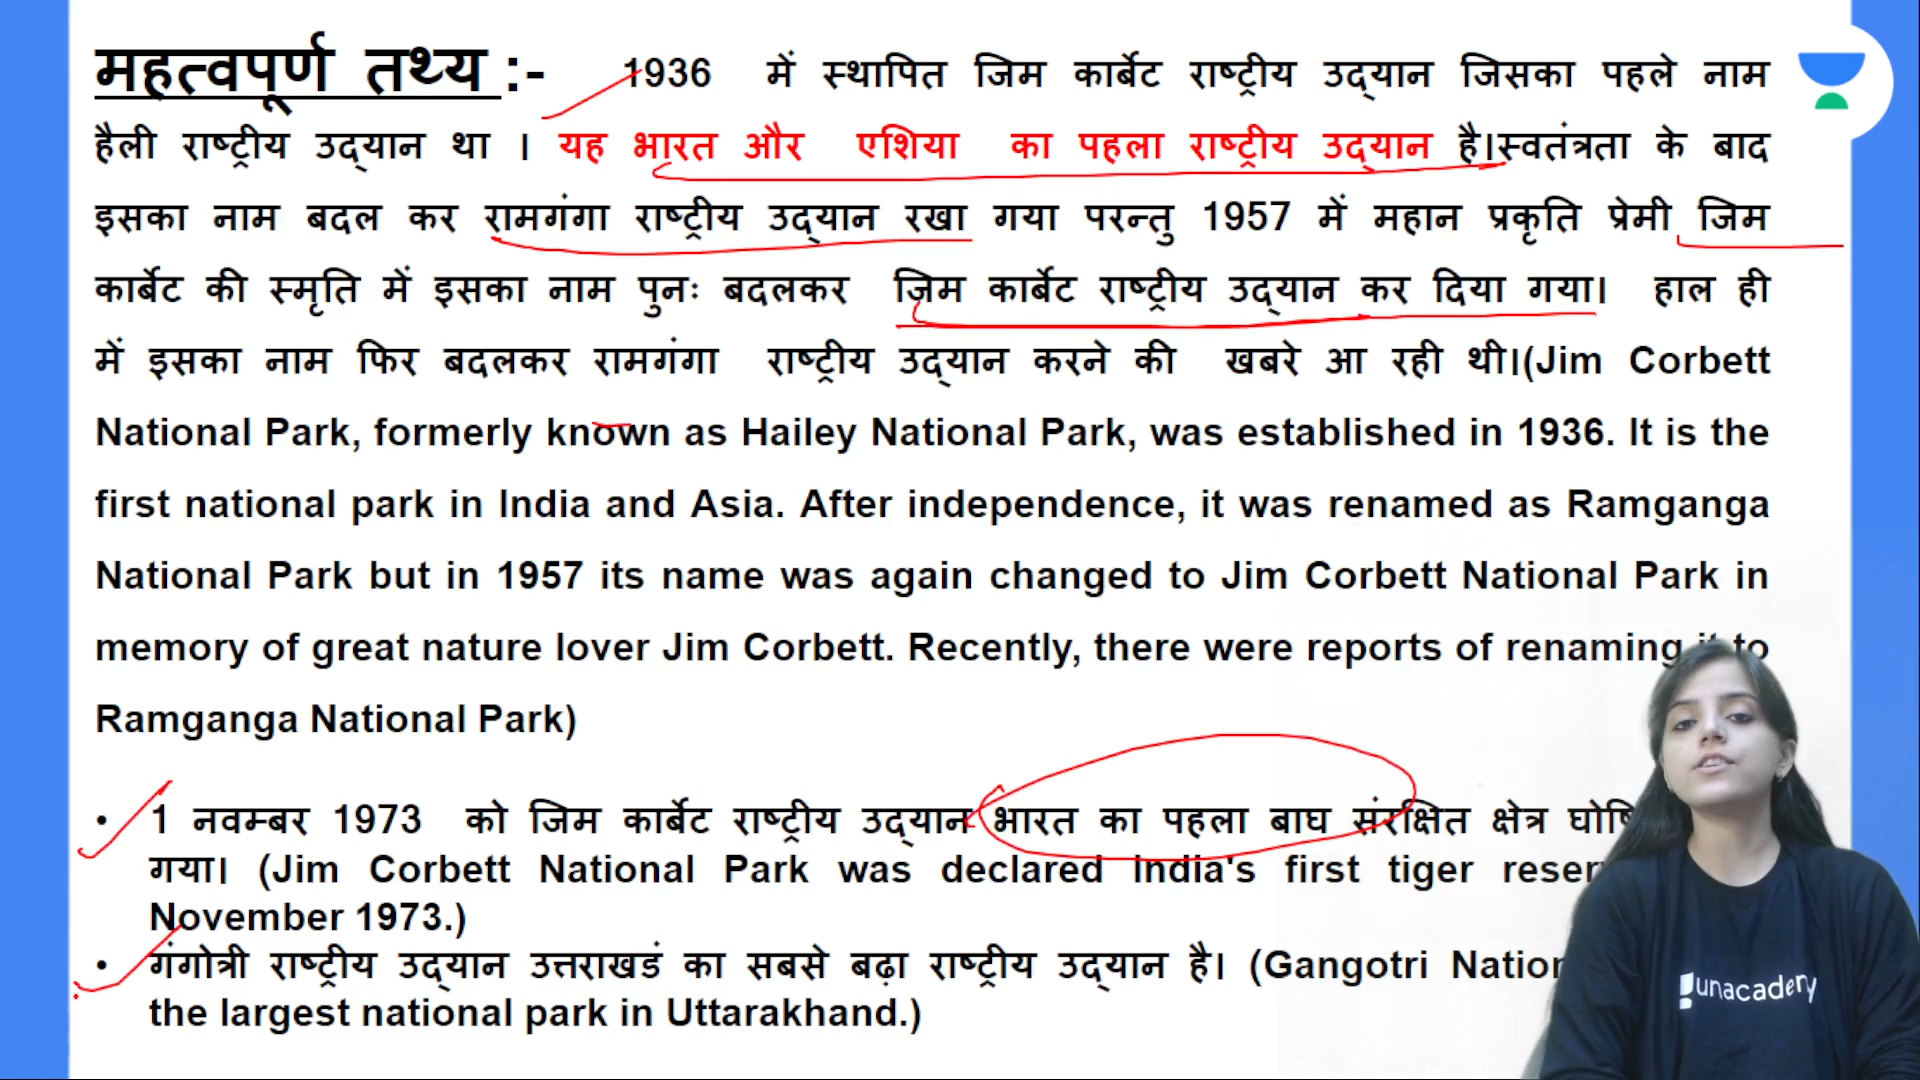 महत्वपूर्ण तथ्य :- 1936 में स्थापित जिम कार्बेट राष्ट्रीय उद्यान जिसका पहले नाम
हैली राष्ट्रीय उद्यान था । यह भारत और एशिया का पहला राष्ट्रीय उद्यान है।स्वतंत्रता के बाद
इसका नाम बदल कर रामगंगा राष्ट्रीय उद्यान रखा गया परन्तु 1957 में महान प्रकृति प्रेमी जिम
कार्बेट की स्मृति में इसका नाम पुनः बदलकर जिम कार्बेट राष्ट्रीय उद्यान कर दिया गया। हाल ही
में इसका नाम फिर बदलकर रामगंगा राष्ट्रीय उद्यान करने की खबरे आ रही थी।(Jim Corbett
National Park, formerly known as Hailey National Park, was established in 1936. It is the
first national park in India and Asia. After independence, it was renamed as Ramganga
National Park but in 1957 its name was again changed to Jim Corbett National Park in
memory of great nature lover Jim Corbett. Recently, there were reports of renaming it to
Ramganga National Park)
• 1 नवम्बर 1973 को जिम कार्बेट राष्ट्रीय उद्यान भारत का पहला बाघ संरक्षित क्षेत्र
गया। (Jim Corbett National Park was declared India's first tiger
November 1973.)
• गंगोत्री राष्ट्रीय उद्यान उत्तराखडं का सबसे बढ़ा राष्ट्रीय उद्यान है। (Gangotri
the largest national park in Uttarakhand.)
unacademy